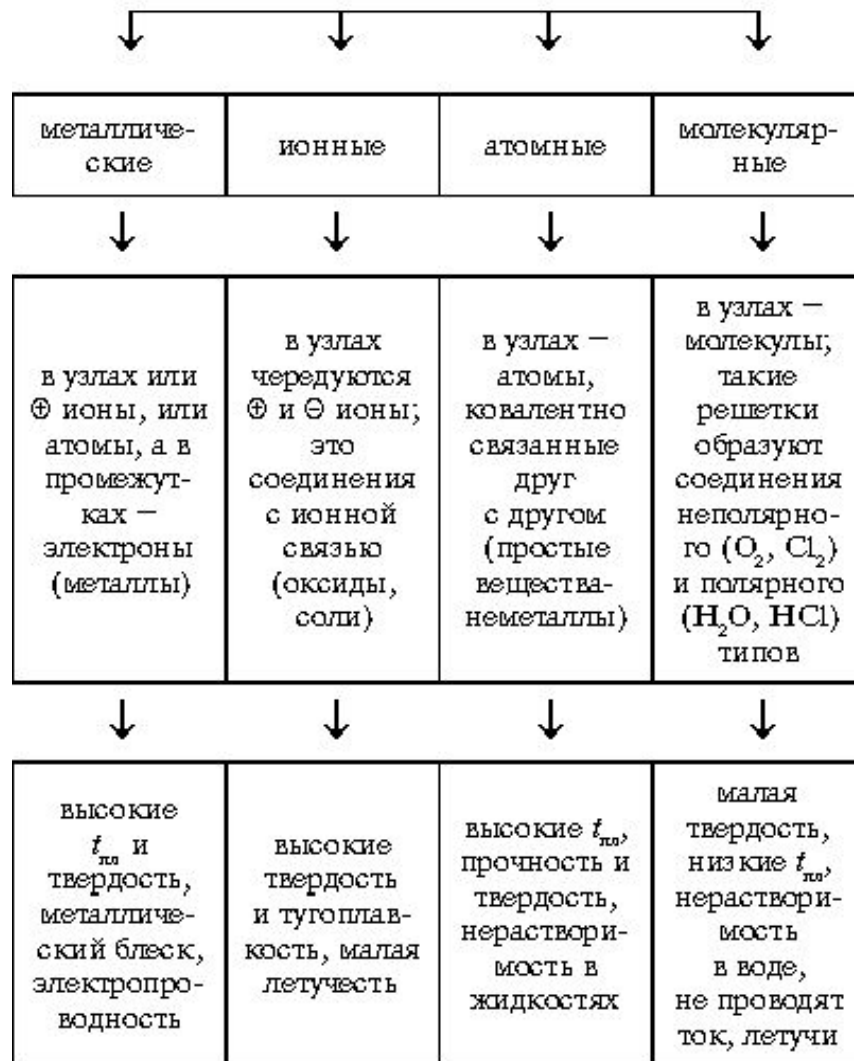 металличе-
ские
ионные
атомные
молекуляр-
ные
в узлах или
⊕ ионы, или
атомы, а в
промежут-
ках –
электроны
(металлы)
в узлах
чередуются
⊕ и ⊖ ионы;
это
соединения
с ионной
связью
(оксиды,
соли)
в узлах –
атомы,
ковалентно
связанные
друг
с другом
(простые
вещества-
неметаллы)
в узлах –
молекулы;
такие
решетки
образуют
соединения
неполярно-
го (O₂, Cl₂)
и полярного
(H₂O, HCl)
типов
высокие
tпл и
твердость,
металличе-
ский блеск,
электропро-
водность
высокие
твердость
и тугоплав-
кость, малая
летучесть
высокие tпл,
прочность и
твердость,
нерастворимость в
жидкостях
малая
твердость,
низкие tпл,
нераствори-
мость
в воде,
не проводят
ток, летучи